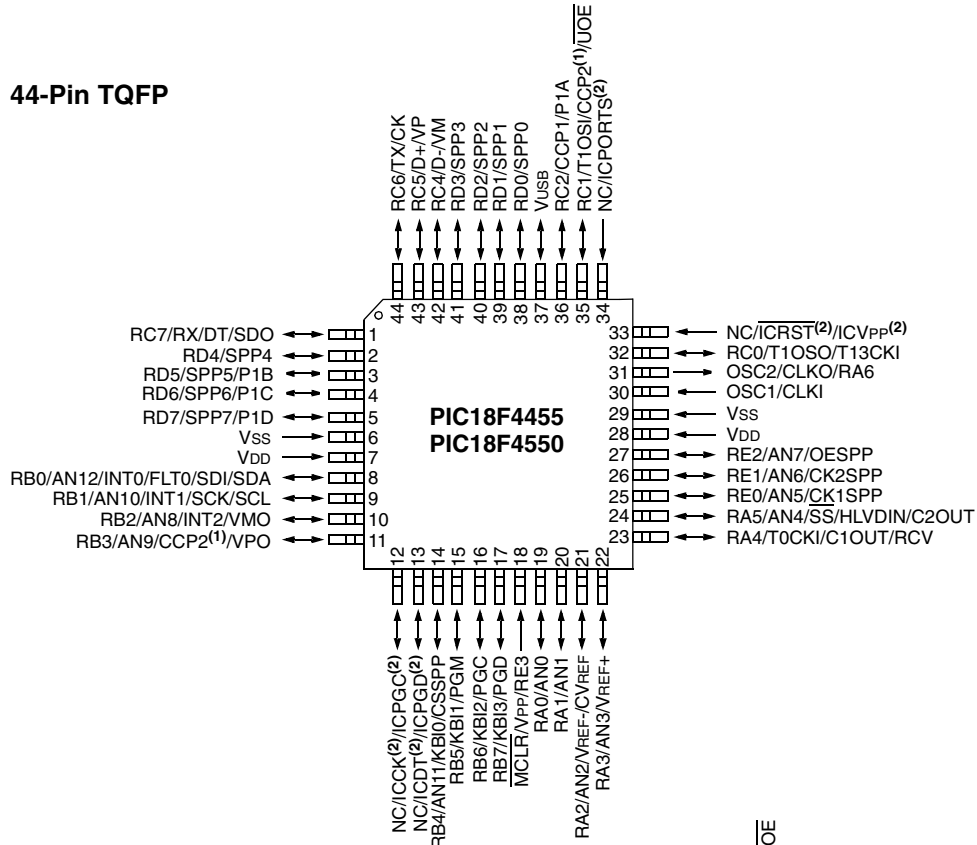 44-Pin TQFP
RC6/TX/CK
RC5/D+/VP
RC4/D-/VM
RD3/SPP3
RD2/SPP2
RD1/SPP1
RD0/SPP0
VUSB
RC2/CCP1/P1A
RC1/T1OSI/CCP2(1)/UOE
NC/ICPORTS(2)
44
43
42
41
40
39
38
37
36
35
34
RC7/RX/DT/SDO 1
RD4/SPP4 2
RD5/SPP5/P1B 3
RD6/SPP6/P1C 4
RD7/SPP7/P1D 5
VSS 6
VDD 7
RB0/AN12/INT0/FLT0/SDI/SDA 8
RB1/AN10/INT1/SCK/SCL 9
RB2/AN8/INT2/VMO 10
RB3/AN9/CCP2(1)/VPO 11
PIC18F4455
PIC18F4550
33 NC/ICRST(2)/ICVPP(2)
32 RC0/T1OSO/T13CKI
31 OSC2/CLKO/RA6
30 OSC1/CLKI
29 VSS
28 VDD
27 RE2/AN7/OESPP
26 RE1/AN6/CK2SPP
25 RE0/AN5/CK1SPP
24 RA5/AN4/SS/HLVDIN/C2OUT
23 RA4/T0CKI/C1OUT/RCV
12
13
14
15
16
17
18
19
20
21
22
NC/ICCK(2)/ICPGC(2)
NC/ICDT(2)/ICPGD(2)
RB4/AN11/KBI0/CSSPP
RB5/KBI1/PGM
RB6/KBI2/PGC
RB7/KBI3/PGD
MCLR/VPP/RE3
RA0/AN0
RA1/AN1
RA2/AN2/VREF-/CVREF
RA3/AN3/VREF+
OE